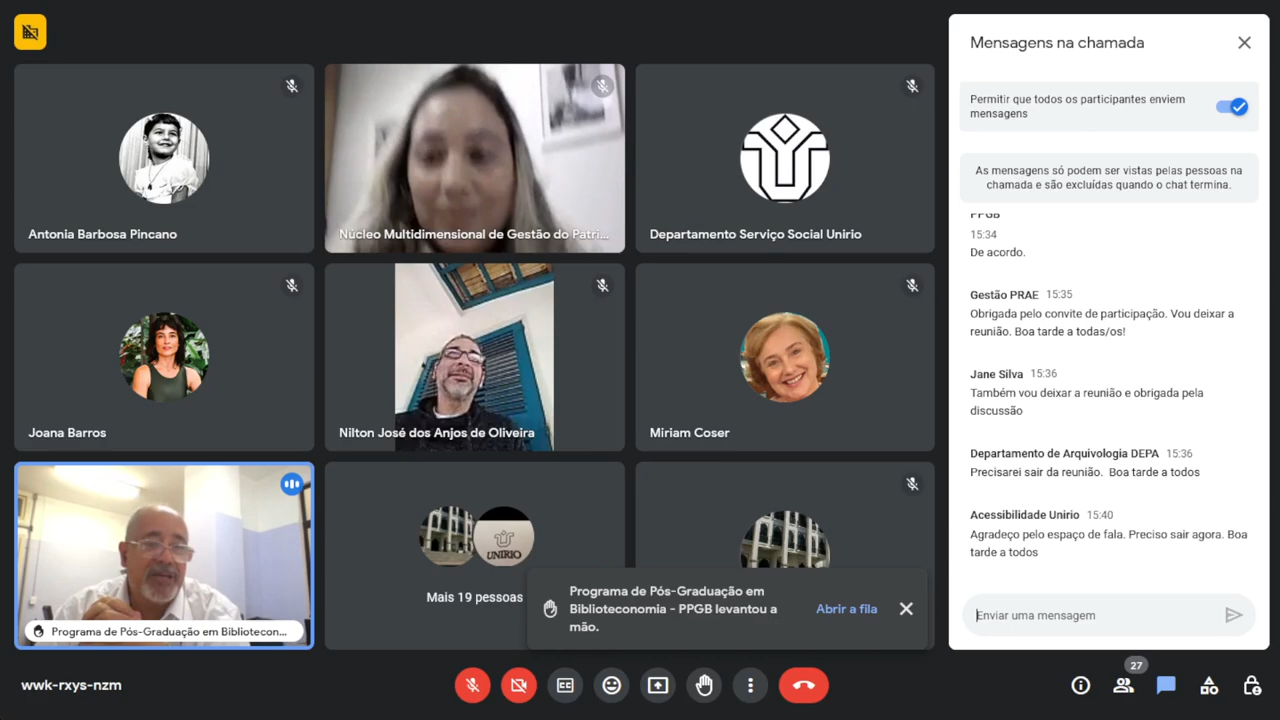 Antonia Barbosa Pincano
Núcleo Multidimensional de Gestão do Patri...
Departamento Serviço Social Unirio
Joana Barros
Nilton José dos Anjos de Oliveira
Miriam Coser
Programa de Pós-Graduação em Bibliotecon...
UNIRIO
Mais 19 pessoas
Programa de Pós-Graduação em
Biblioteconomia - PPGB levantou a
mão.
Abrir a fila
wwk-rxys-nzm
27
Mensagens na chamada
Permitir que todos os participantes enviem
mensagens
As mensagens só podem ser vistas pelas pessoas na
chamada e são excluídas quando o chat termina.
PPGB
15:34
De acordo.
Gestão PRAE 15:35
Obrigada pelo convite de participação. Vou deixar a
reunião. Boa tarde a todas/os!
Jane Silva 15:36
Também vou deixar a reunião e obrigada pela
discussão
Departamento de Arquivologia DEPA 15:36
Precisarei sair da reunião. Boa tarde a todos
Acessibilidade Unirio 15:40
Agradeço pelo espaço de fala. Preciso sair agora. Boa
tarde a todos
Enviar uma mensagem